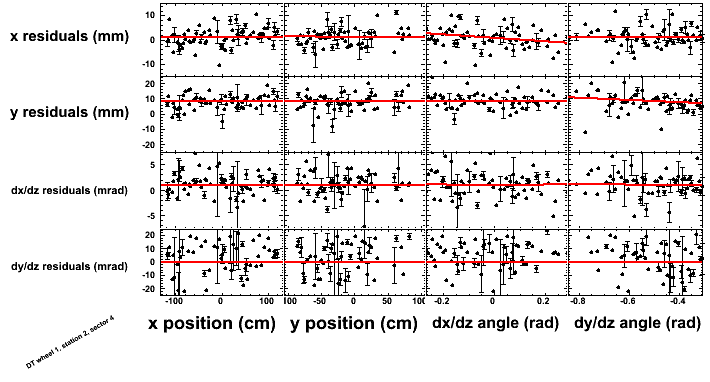 x residuals (mm)
10
0
-10
y residuals (mm)
20
10
0
-10
-20
dx/dz residuals (mrad)
5
0
-5
dy/dz residuals (mrad)
20
10
0
-10
-20
-100 0 100 00 -50 0 50 100 -0.2 0 0.2 -0.8 -0.6 -0.4
x position (cm) y position (cm) dx/dz angle (rad) dy/dz angle (rad)
DT wheel 1, station 2, sector 4